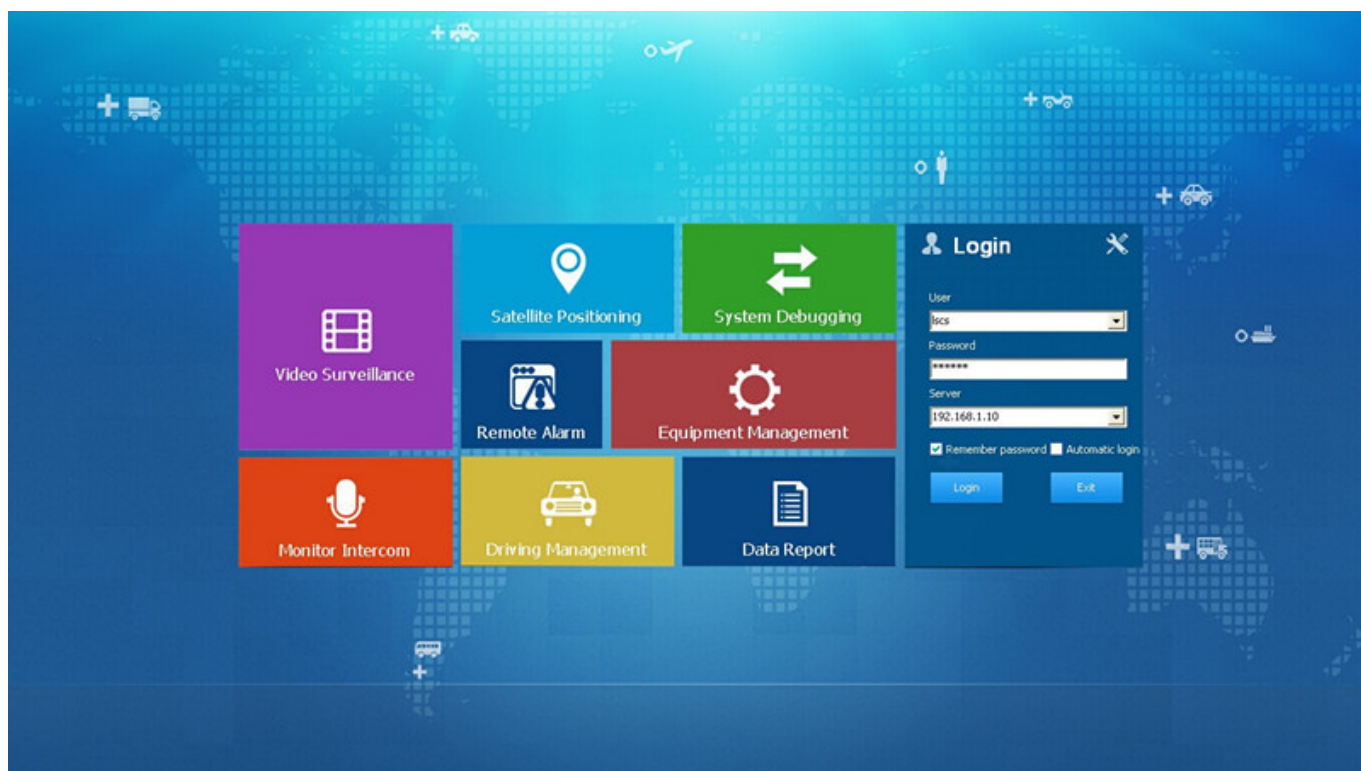 Login
Satellite Positioning
System Debugging
Video Surveillance
Remote Alarm
Equipment Management
Monitor Intercom
Driving Management
Data Report
User
iscs
Password
******
Server
192.168.1.10
Remember password Automatic login
Login Exit